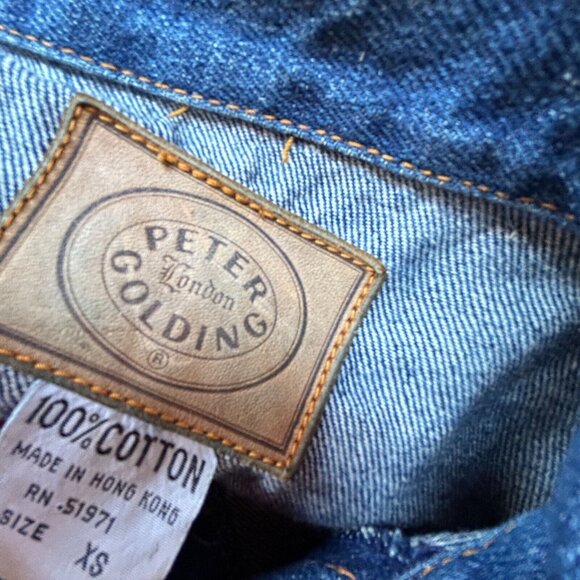 PETER
London
GOLDING
®
100% COTTON
MADE IN HONG KONG
RN .51971
SIZE XS